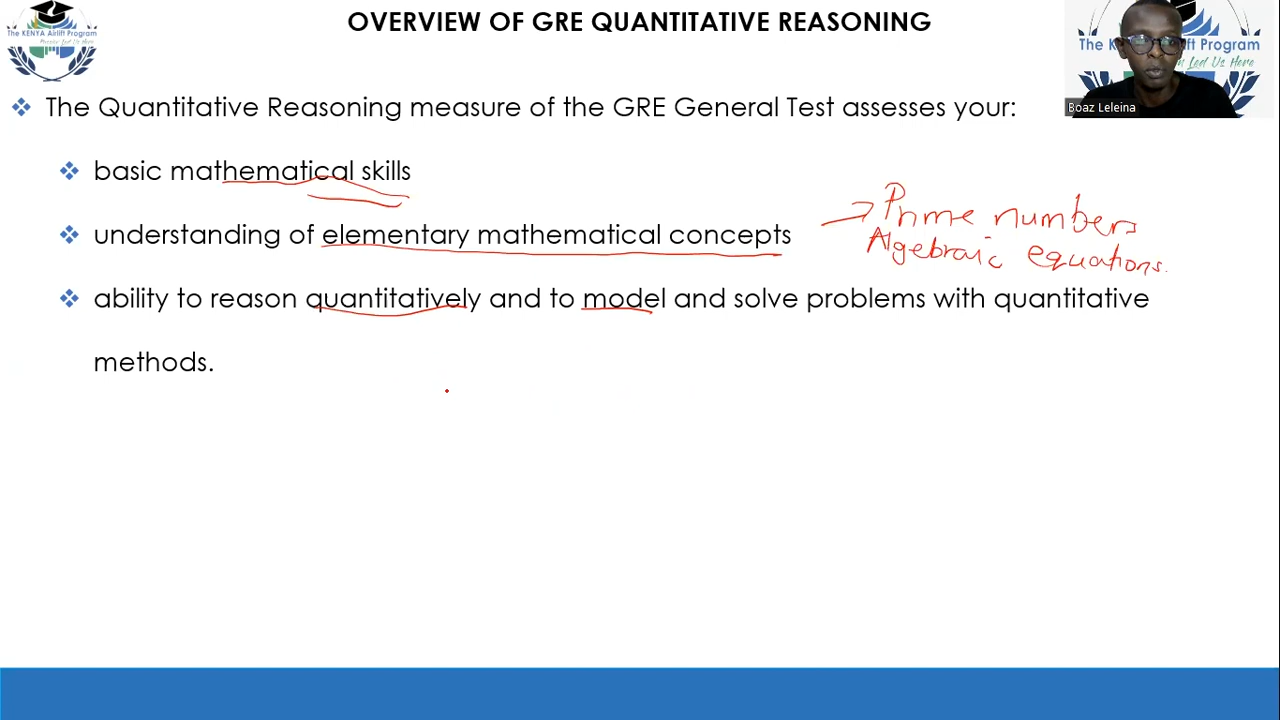 OVERVIEW OF GRE QUANTITATIVE REASONING
The KENYA Airlift Program
The Quantitative Reasoning measure of the GRE General Test assesses your:
Boaz Leleina
basic mathematical skills
understanding of elementary mathematical concepts
Prime numbers
Algebraic equations.
ability to reason quantitatively and to model and solve problems with quantitative
methods.